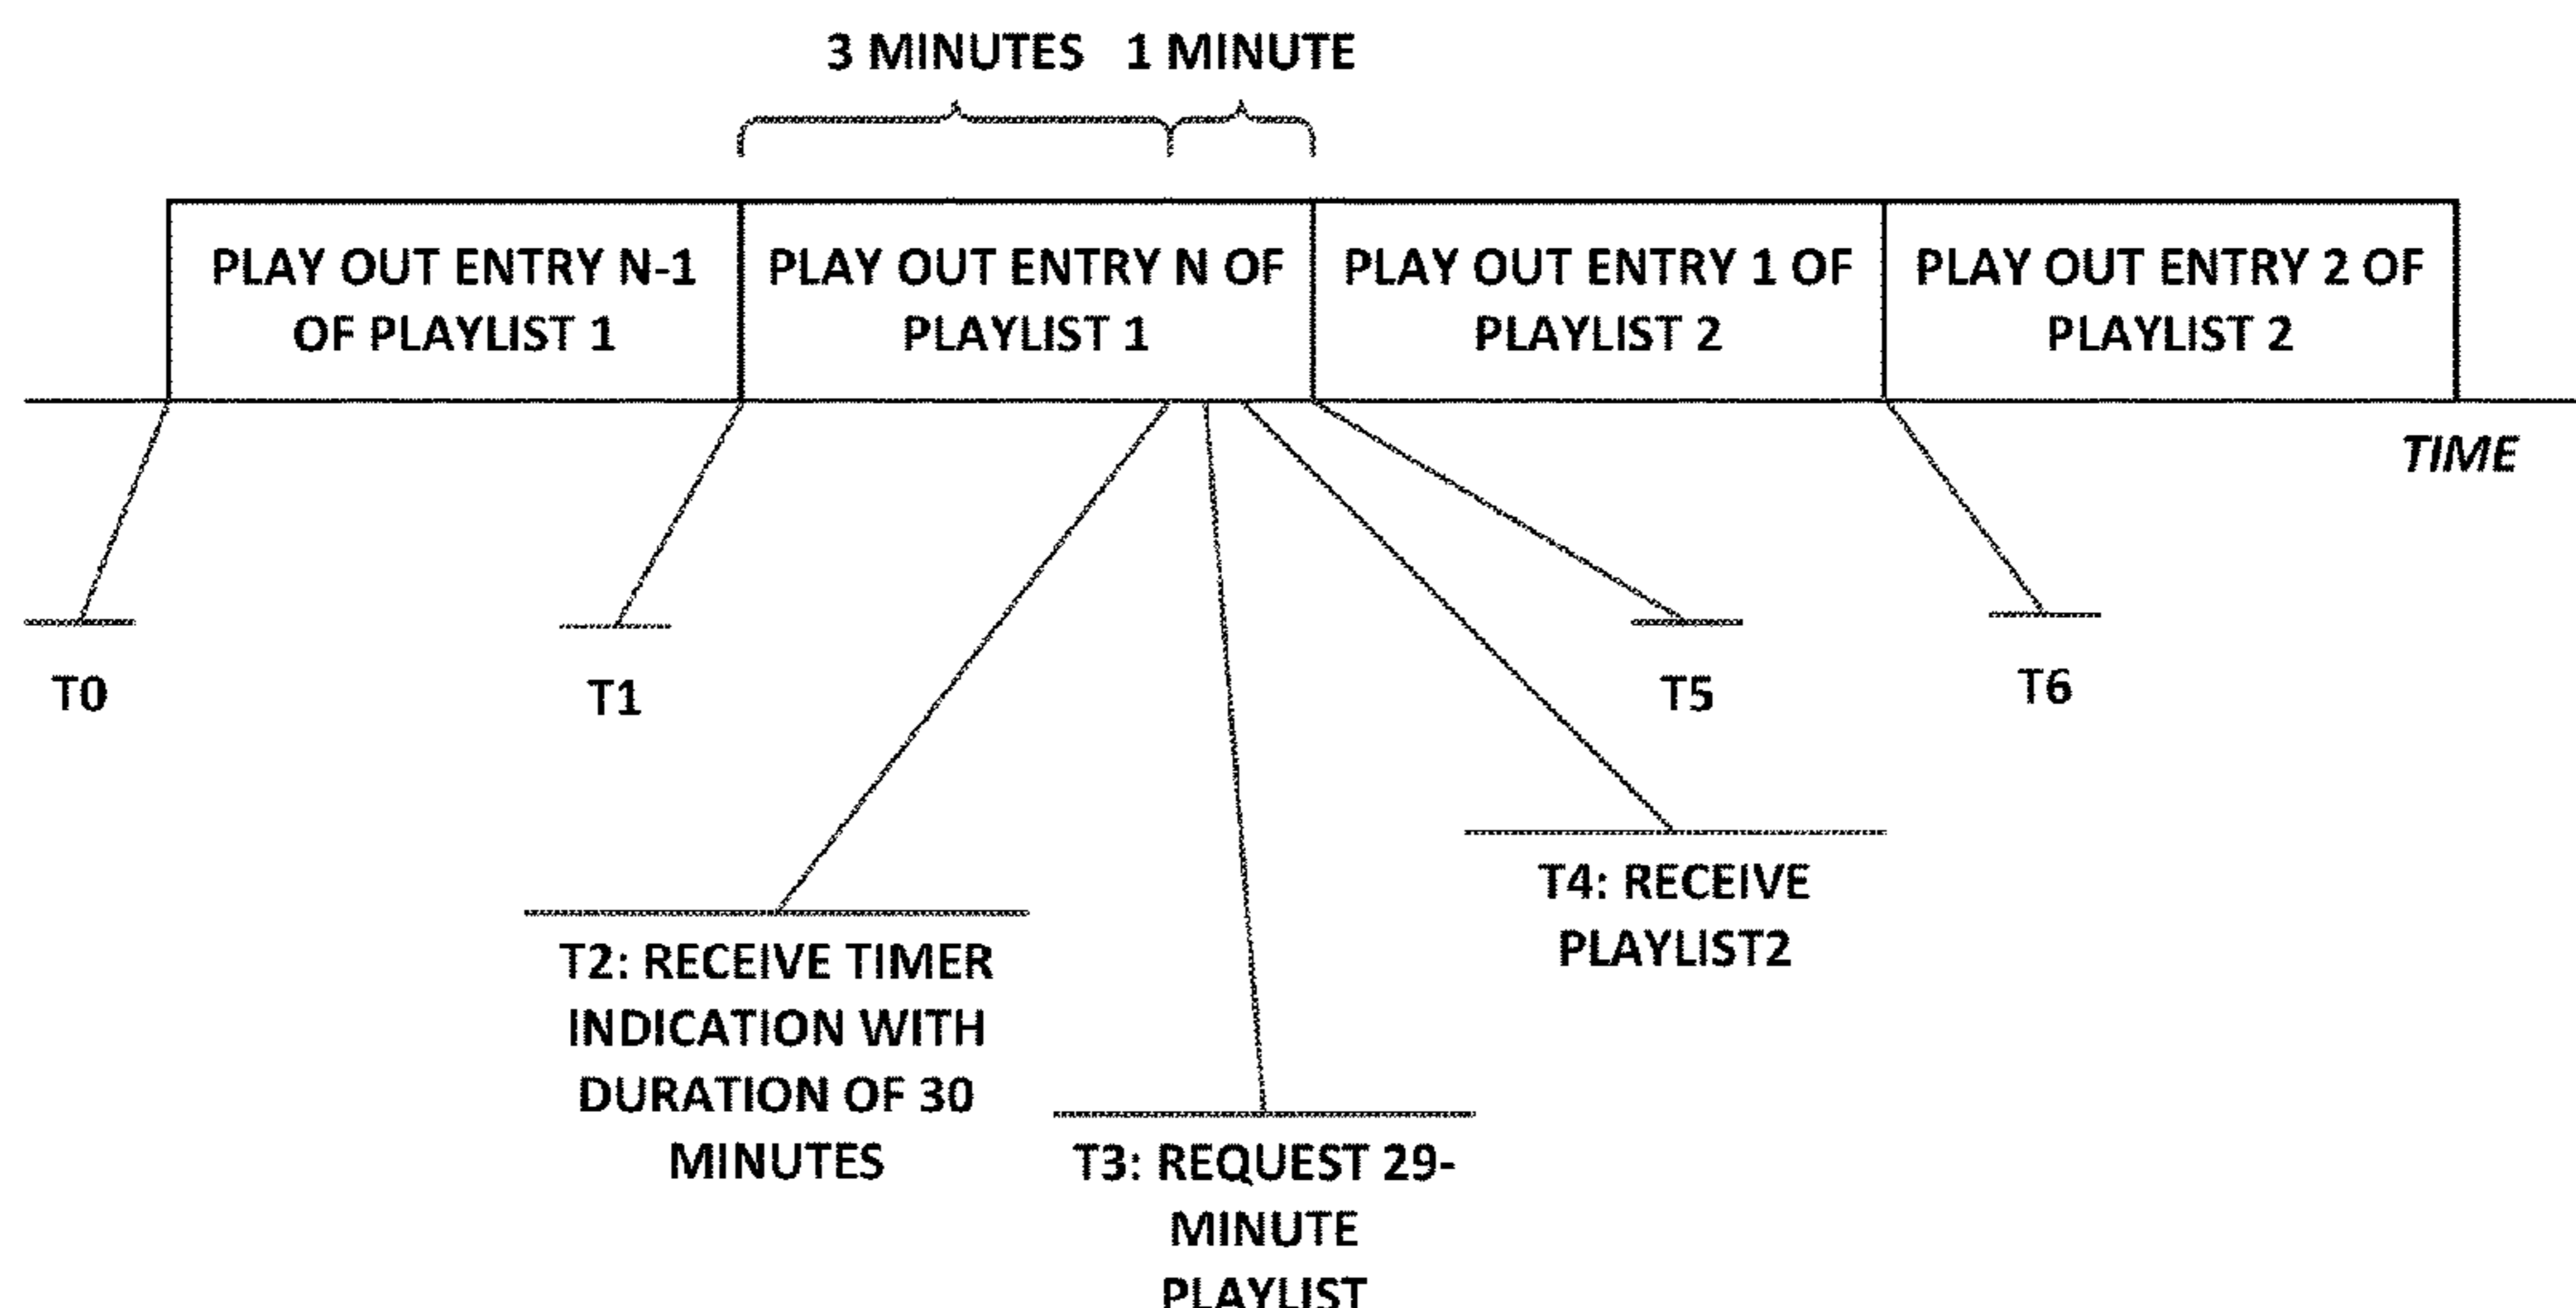 3 MINUTES 1 MINUTE
PLAY OUT ENTRY N-1
OF PLAYLIST 1
PLAY OUT ENTRY N OF
PLAYLIST 1
PLAY OUT ENTRY 1 OF
PLAYLIST 2
PLAY OUT ENTRY 2 OF
PLAYLIST 2
TIME
T0
T1
T5
T6
T2: RECEIVE TIMER
INDICATION WITH
DURATION OF 30
MINUTES
T3: REQUEST 29-
MINUTE
PLAYLIST
T4: RECEIVE
PLAYLIST2